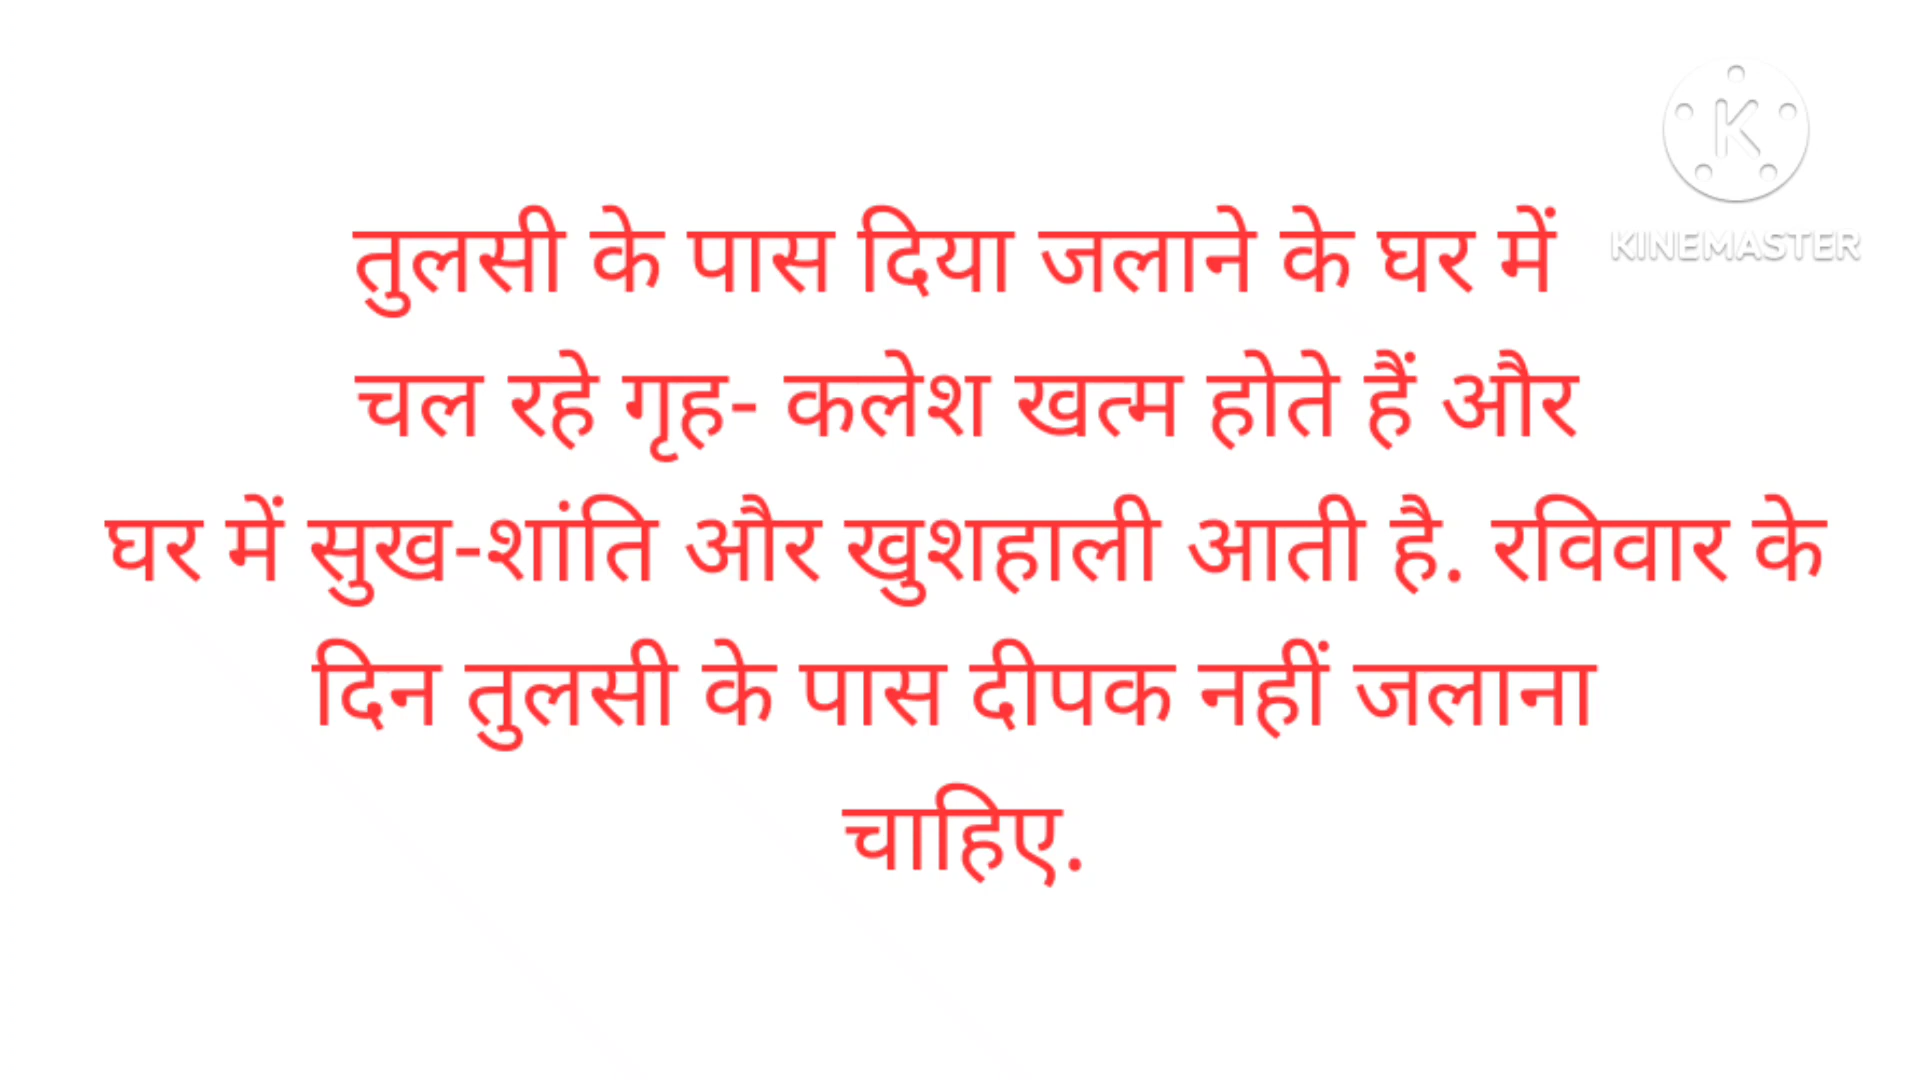 KINEMASTER
तुलसी के पास दिया जलाने के घर में
चल रहे गृह- कलेश खत्म होते हैं और
घर में सुख-शांति और खुशहाली आती है. रविवार के
दिन तुलसी के पास दीपक नहीं जलाना
चाहिए.